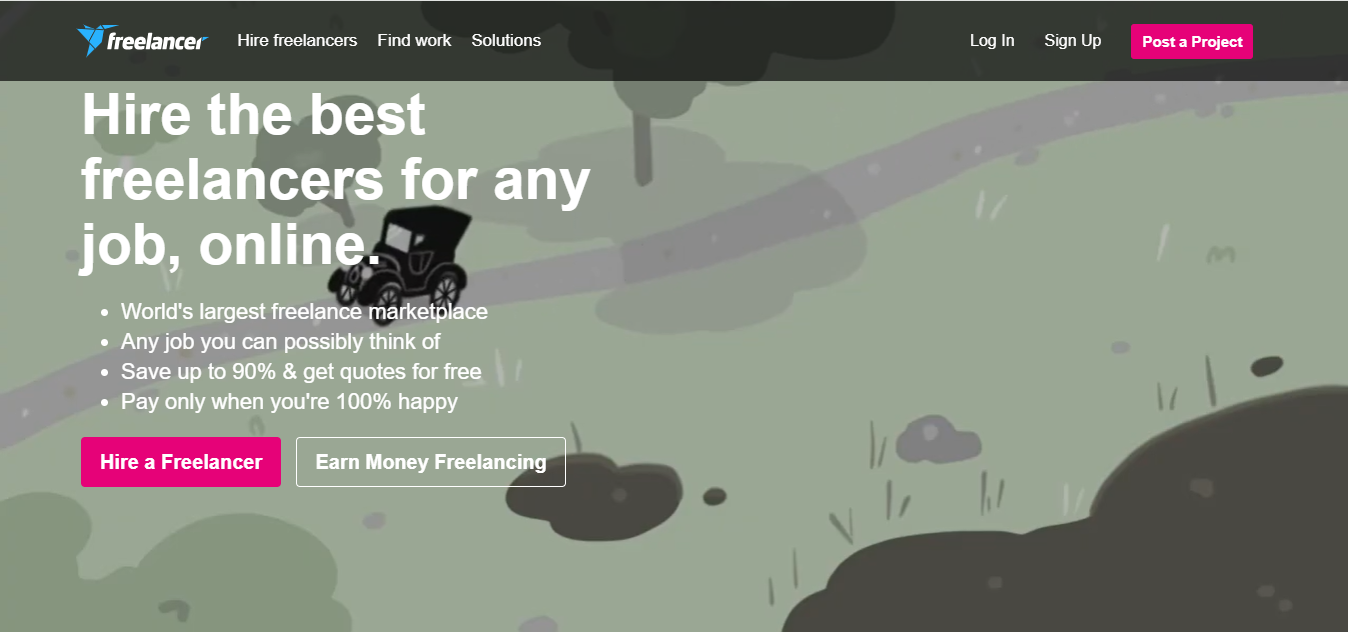 freelancer
Hire freelancers
Find work
Solutions
Log In
Sign Up
Post a Project
Hire the best
freelancers for any
job, online.
World's largest freelance marketplace
Any job you can possibly think of
Save up to 90% & get quotes for free
Pay only when you're 100% happy
Hire a Freelancer
Earn Money Freelancing